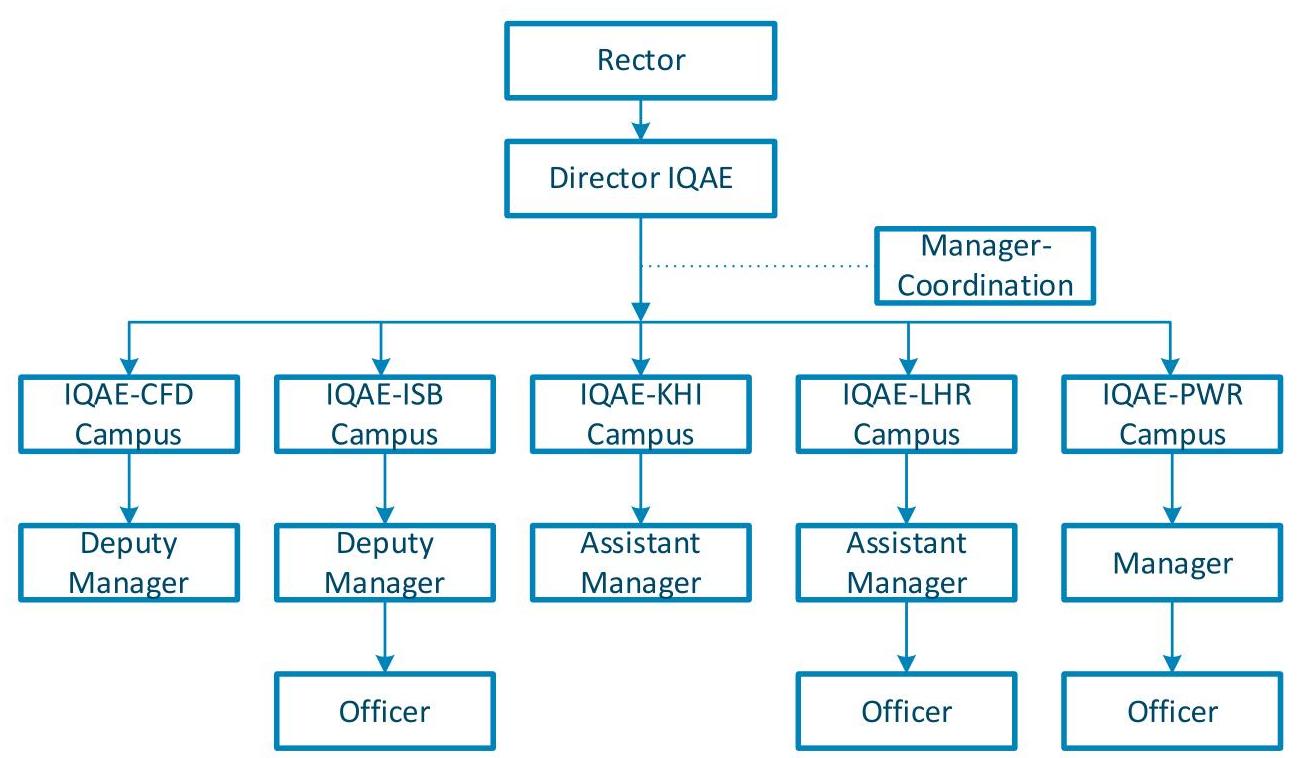 Rector
Director IQAE
Manager-
Coordination
IQAE-CFD
Campus
IQAE-ISB
Campus
IQAE-KHI
Campus
IQAE-LHR
Campus
IQAE-PWR
Campus
Deputy
Manager
Deputy
Manager
Assistant
Manager
Assistant
Manager
Manager
Officer
Officer
Officer